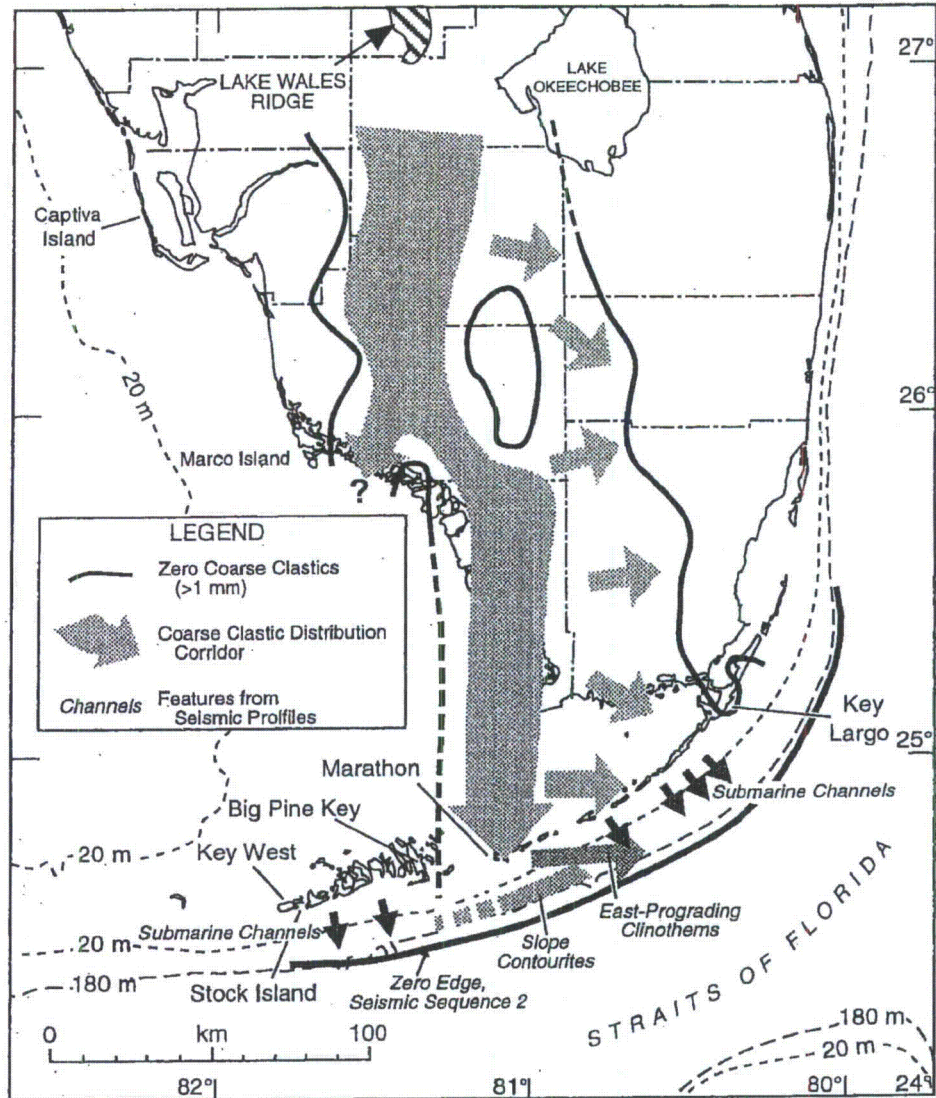 27°
LAKE WALES
RIDGE
LAKE
OKEECHOBEE
Captiva
Island
20 m
26°
Marco Island
?
LEGEND
Zero Coarse Clastics
(>1 mm)
Coarse Clastic Distribution
Corridor
Channels
Features from
Seismic Profiles
Key
Largo
25°
Marathon
Submarine Channels
Big Pine Key
20 m
Key West
East-Prograding
Clinothems
Submarine Channels
Slope
Contourites
20 m
180 m
Stock Island
Zero Edge,
Seismic Sequence 2
STRAITS OF FLORIDA
0 km 100
180 m
20 m
82° 81° 80° 24°